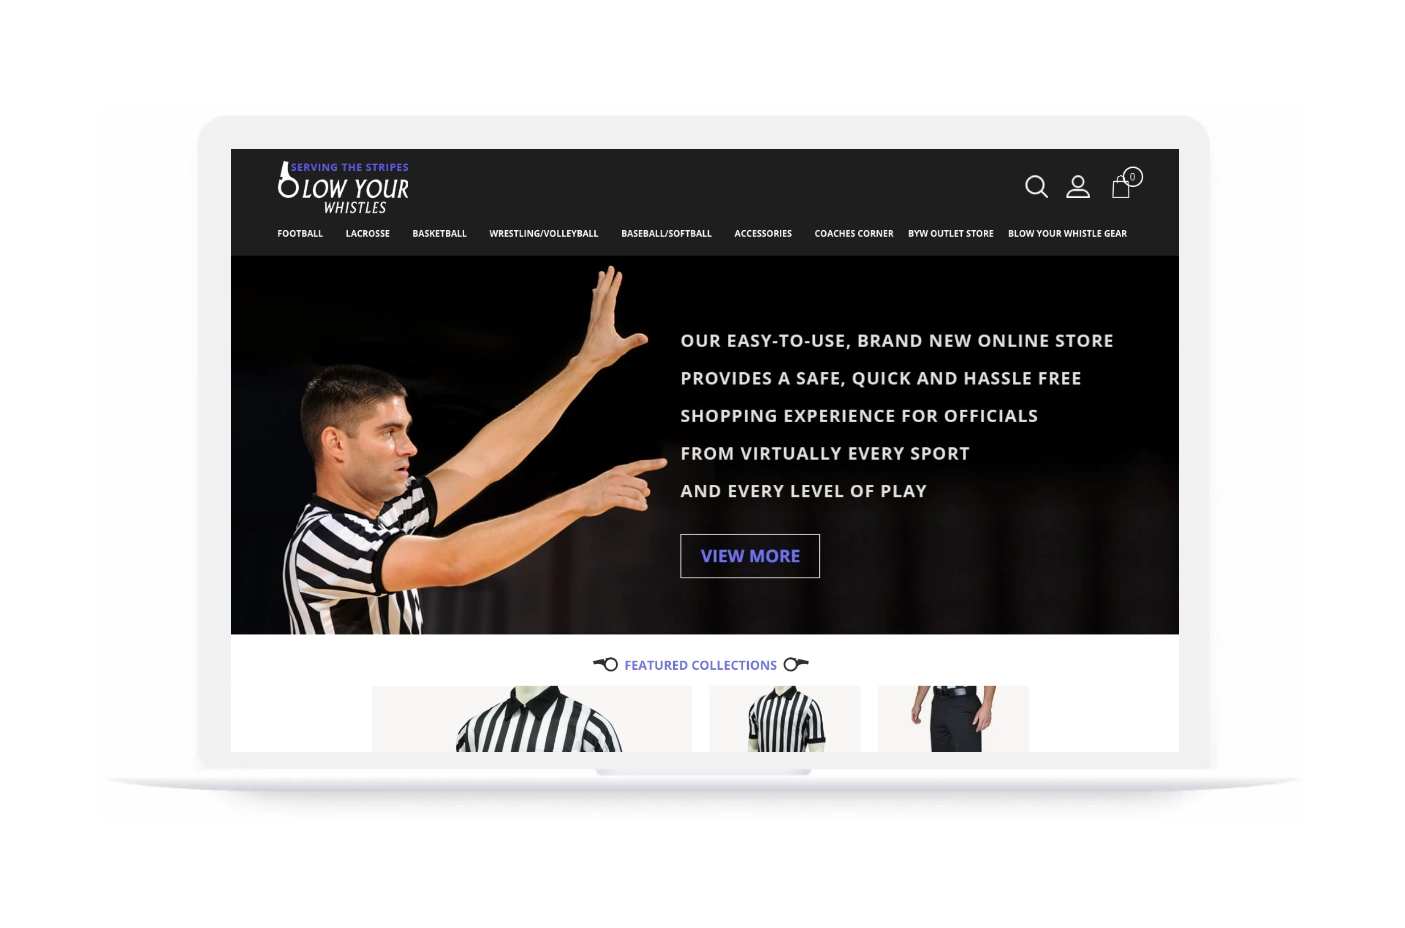 SERVING THE STRIPES
LOW YOUR
WHISTLES
0
FOOTBALL LACROSSE BASKETBALL WRESTLING/VOLLEYBALL BASEBALL/SOFTBALL ACCESSORIES COACHES CORNER BYW OUTLET STORE BLOW YOUR WHISTLE GEAR
OUR EASY-TO-USE, BRAND NEW ONLINE STORE
PROVIDES A SAFE, QUICK AND HASSLE FREE
SHOPPING EXPERIENCE FOR OFFICIALS
FROM VIRTUALLY EVERY SPORT
AND EVERY LEVEL OF PLAY
VIEW MORE
FEATURED COLLECTIONS